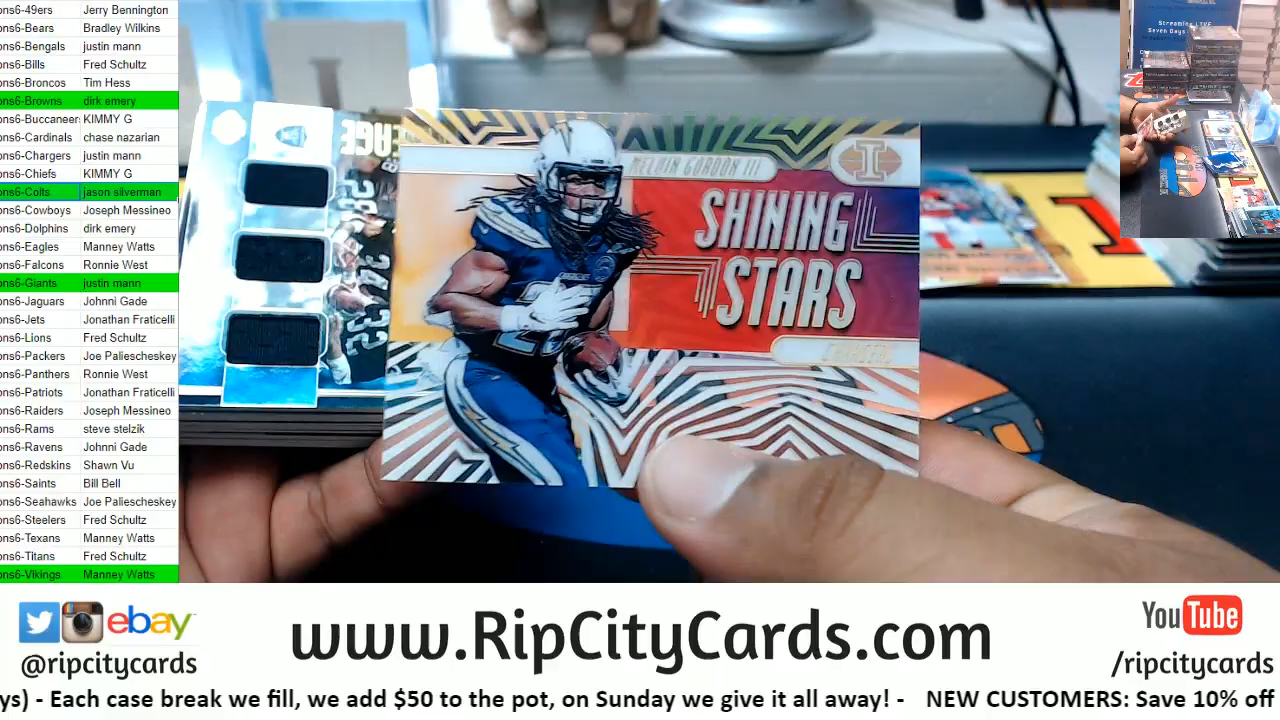 ons6-49ers Jerry Bennington
ons6-Bears Bradley Wilkins
ons6-Bengals justin mann
ons6-Bills Fred Schultz
ons6-Broncos Tim Hess
ons6-Browns dirk emery
ons6-Buccaneer KIMMY G
ons6-Cardinals chase nazarian
ons6-Chargers justin mann
ons6-Chiefs KIMMY G
ons6-Colts jason silverman
ons6-Cowboys Joseph Messineo
ons6-Dolphins dirk emery
ons6-Eagles Manney Watts
ons6-Falcons Ronnie West
ons6-Giants justin mann
ons6-Jaguars Johnni Gade
ons6-Jets Jonathan Fraticelli
ons6-Lions Fred Schultz
ons6-Packers Joe Paliescheskey
ons6-Panthers Ronnie West
ons6-Patriots Jonathan Fraticelli
ons6-Raiders Joseph Messineo
ons6-Rams steve stelzik
ons6-Ravens Johnni Gade
ons6-Redskins Shawn Vu
ons6-Saints Bill Bell
ons6-Seahawks Joe Paliescheskey
ons6-Steelers Fred Schultz
ons6-Texans Manney Watts
ons6-Titans Fred Schultz
ons6-Vikings Manney Watts
MELVIN GORDON III
I
SHINING
STARS
Streaming LIVE
Seven Days
ebay
@ripcitycards
www.RipCityCards.com
YouTube
/ripcitycards
ys) - Each case break we fill, we add $50 to the pot, on Sunday we give it all away! - NEW CUSTOMERS: Save 10% off